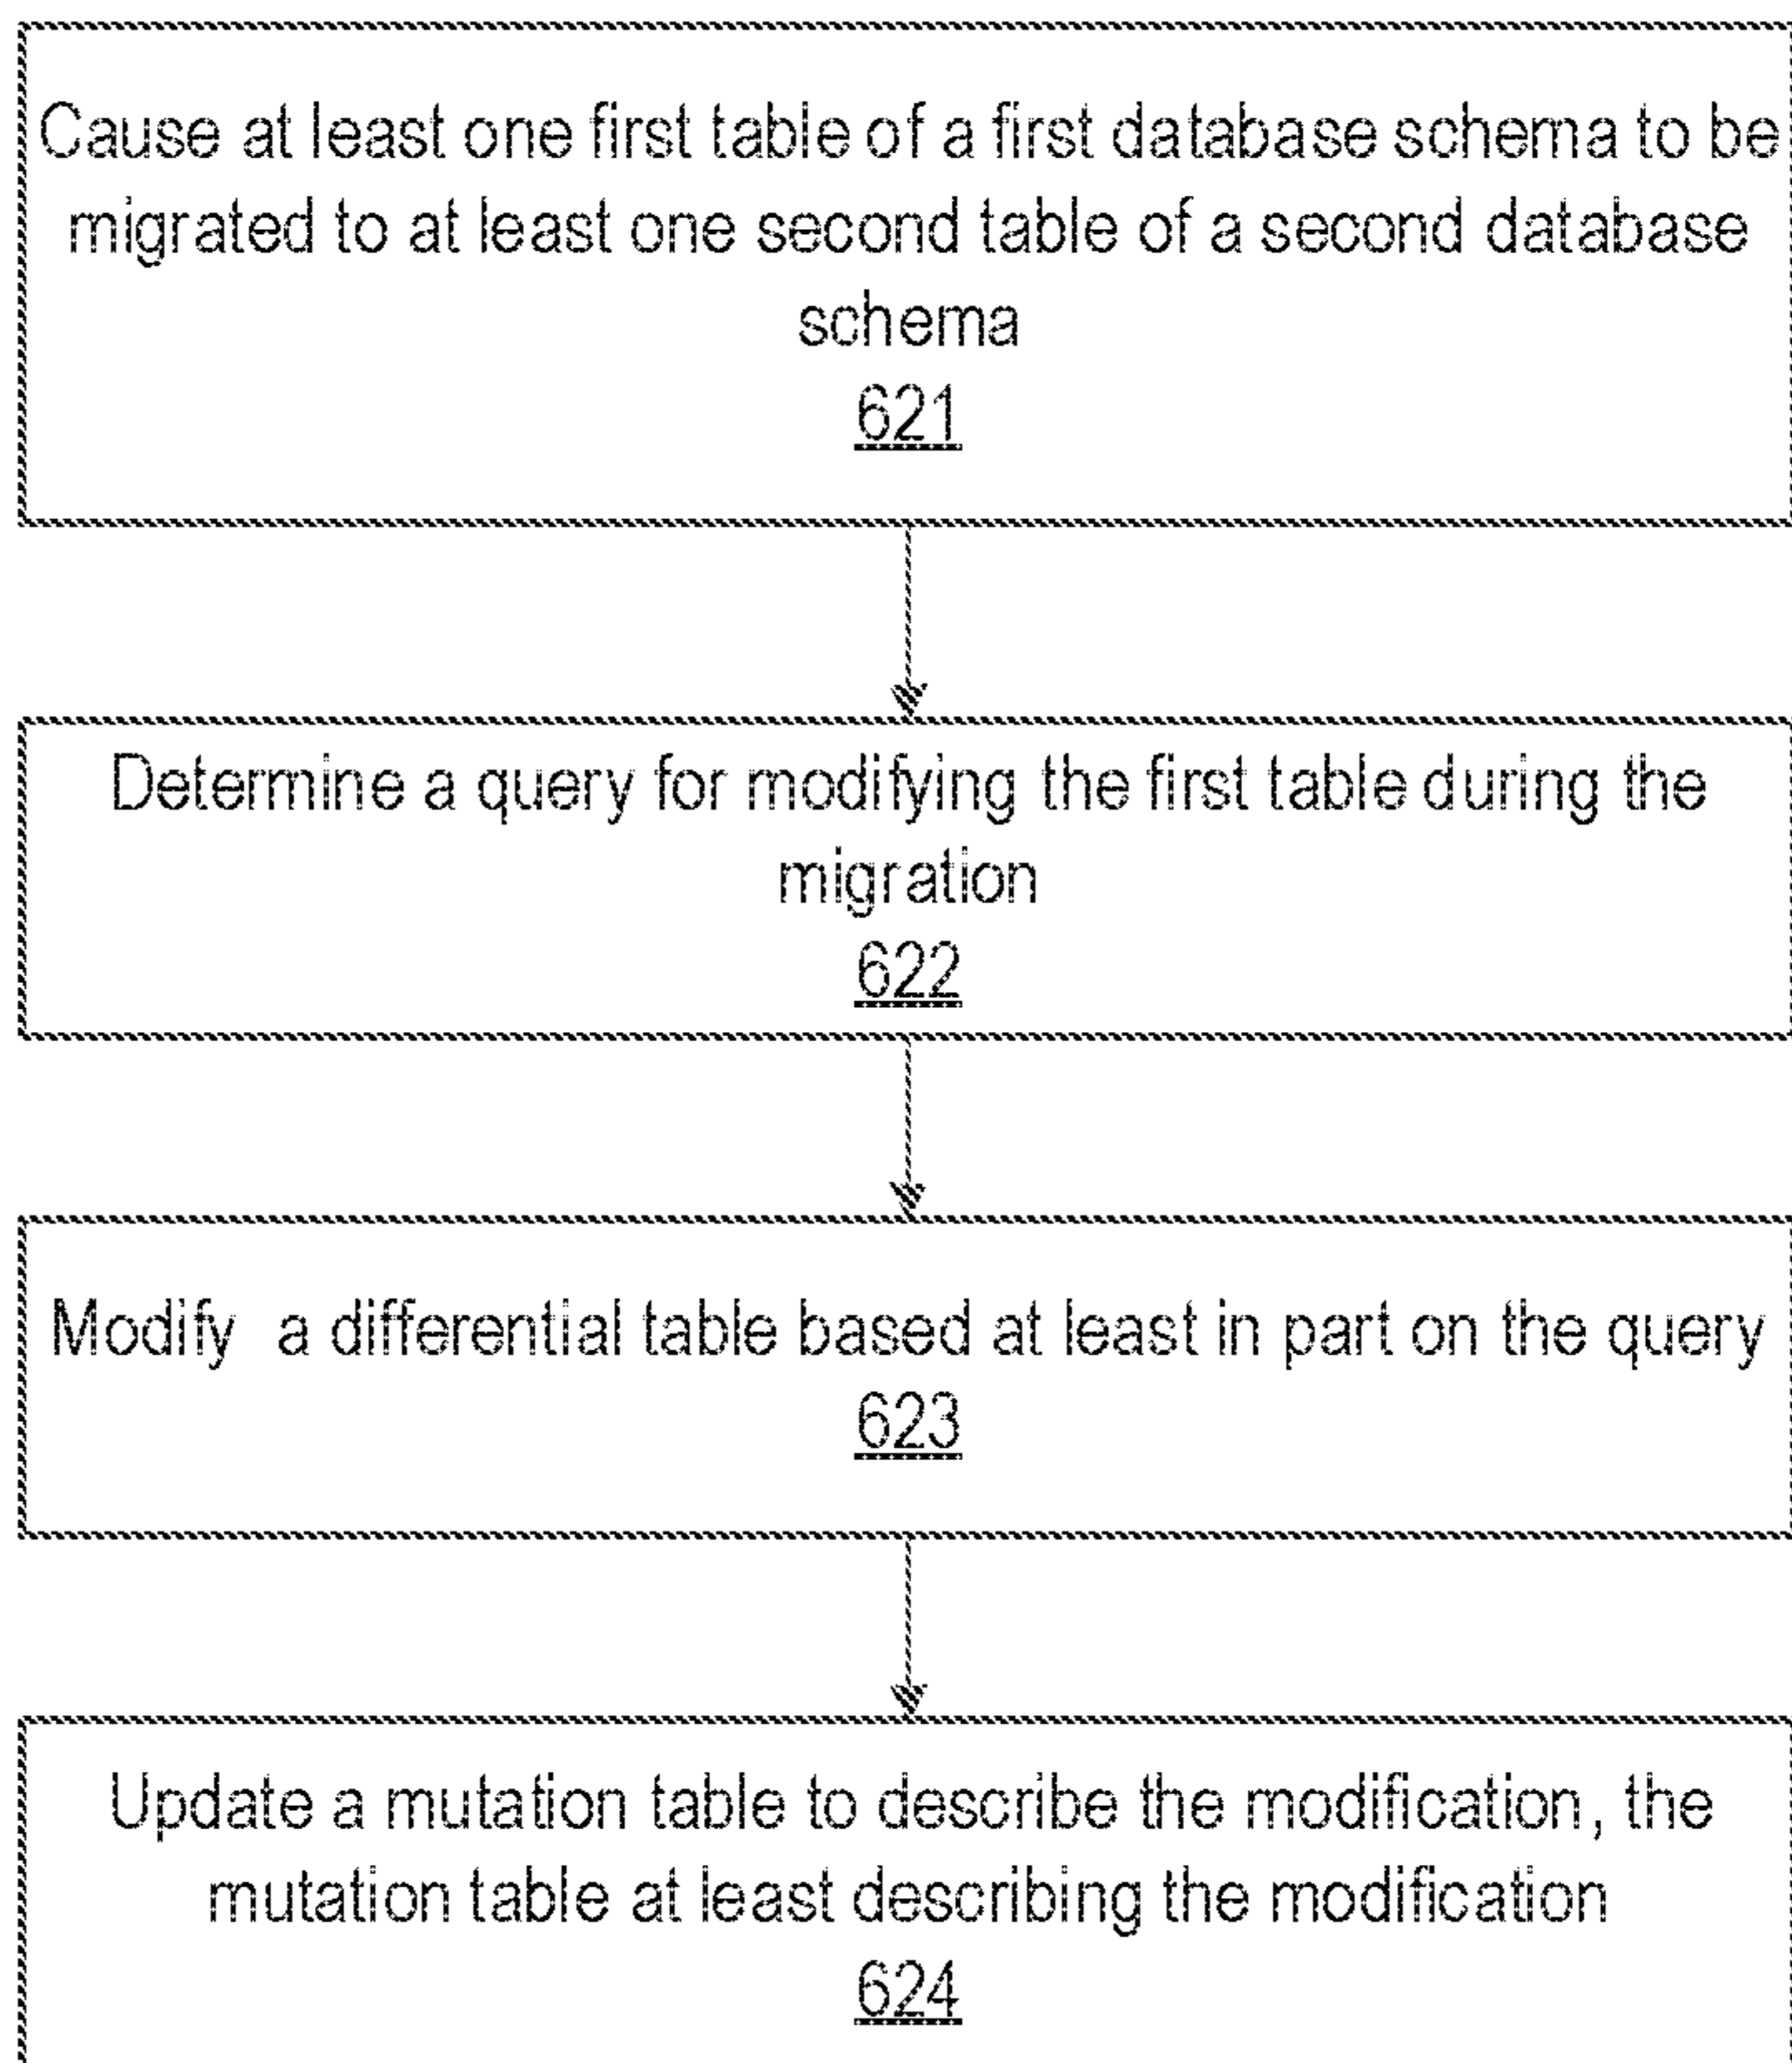 Cause at least one first table of a first database schema to be
migrated to at least one second table of a second database
schema
621
Determine a query for modifying the first table during the
migration
622
Modify a differential table based at least in part on the query
623
Update a mutation table to describe the modification, the
mutation table at least describing the modification
624